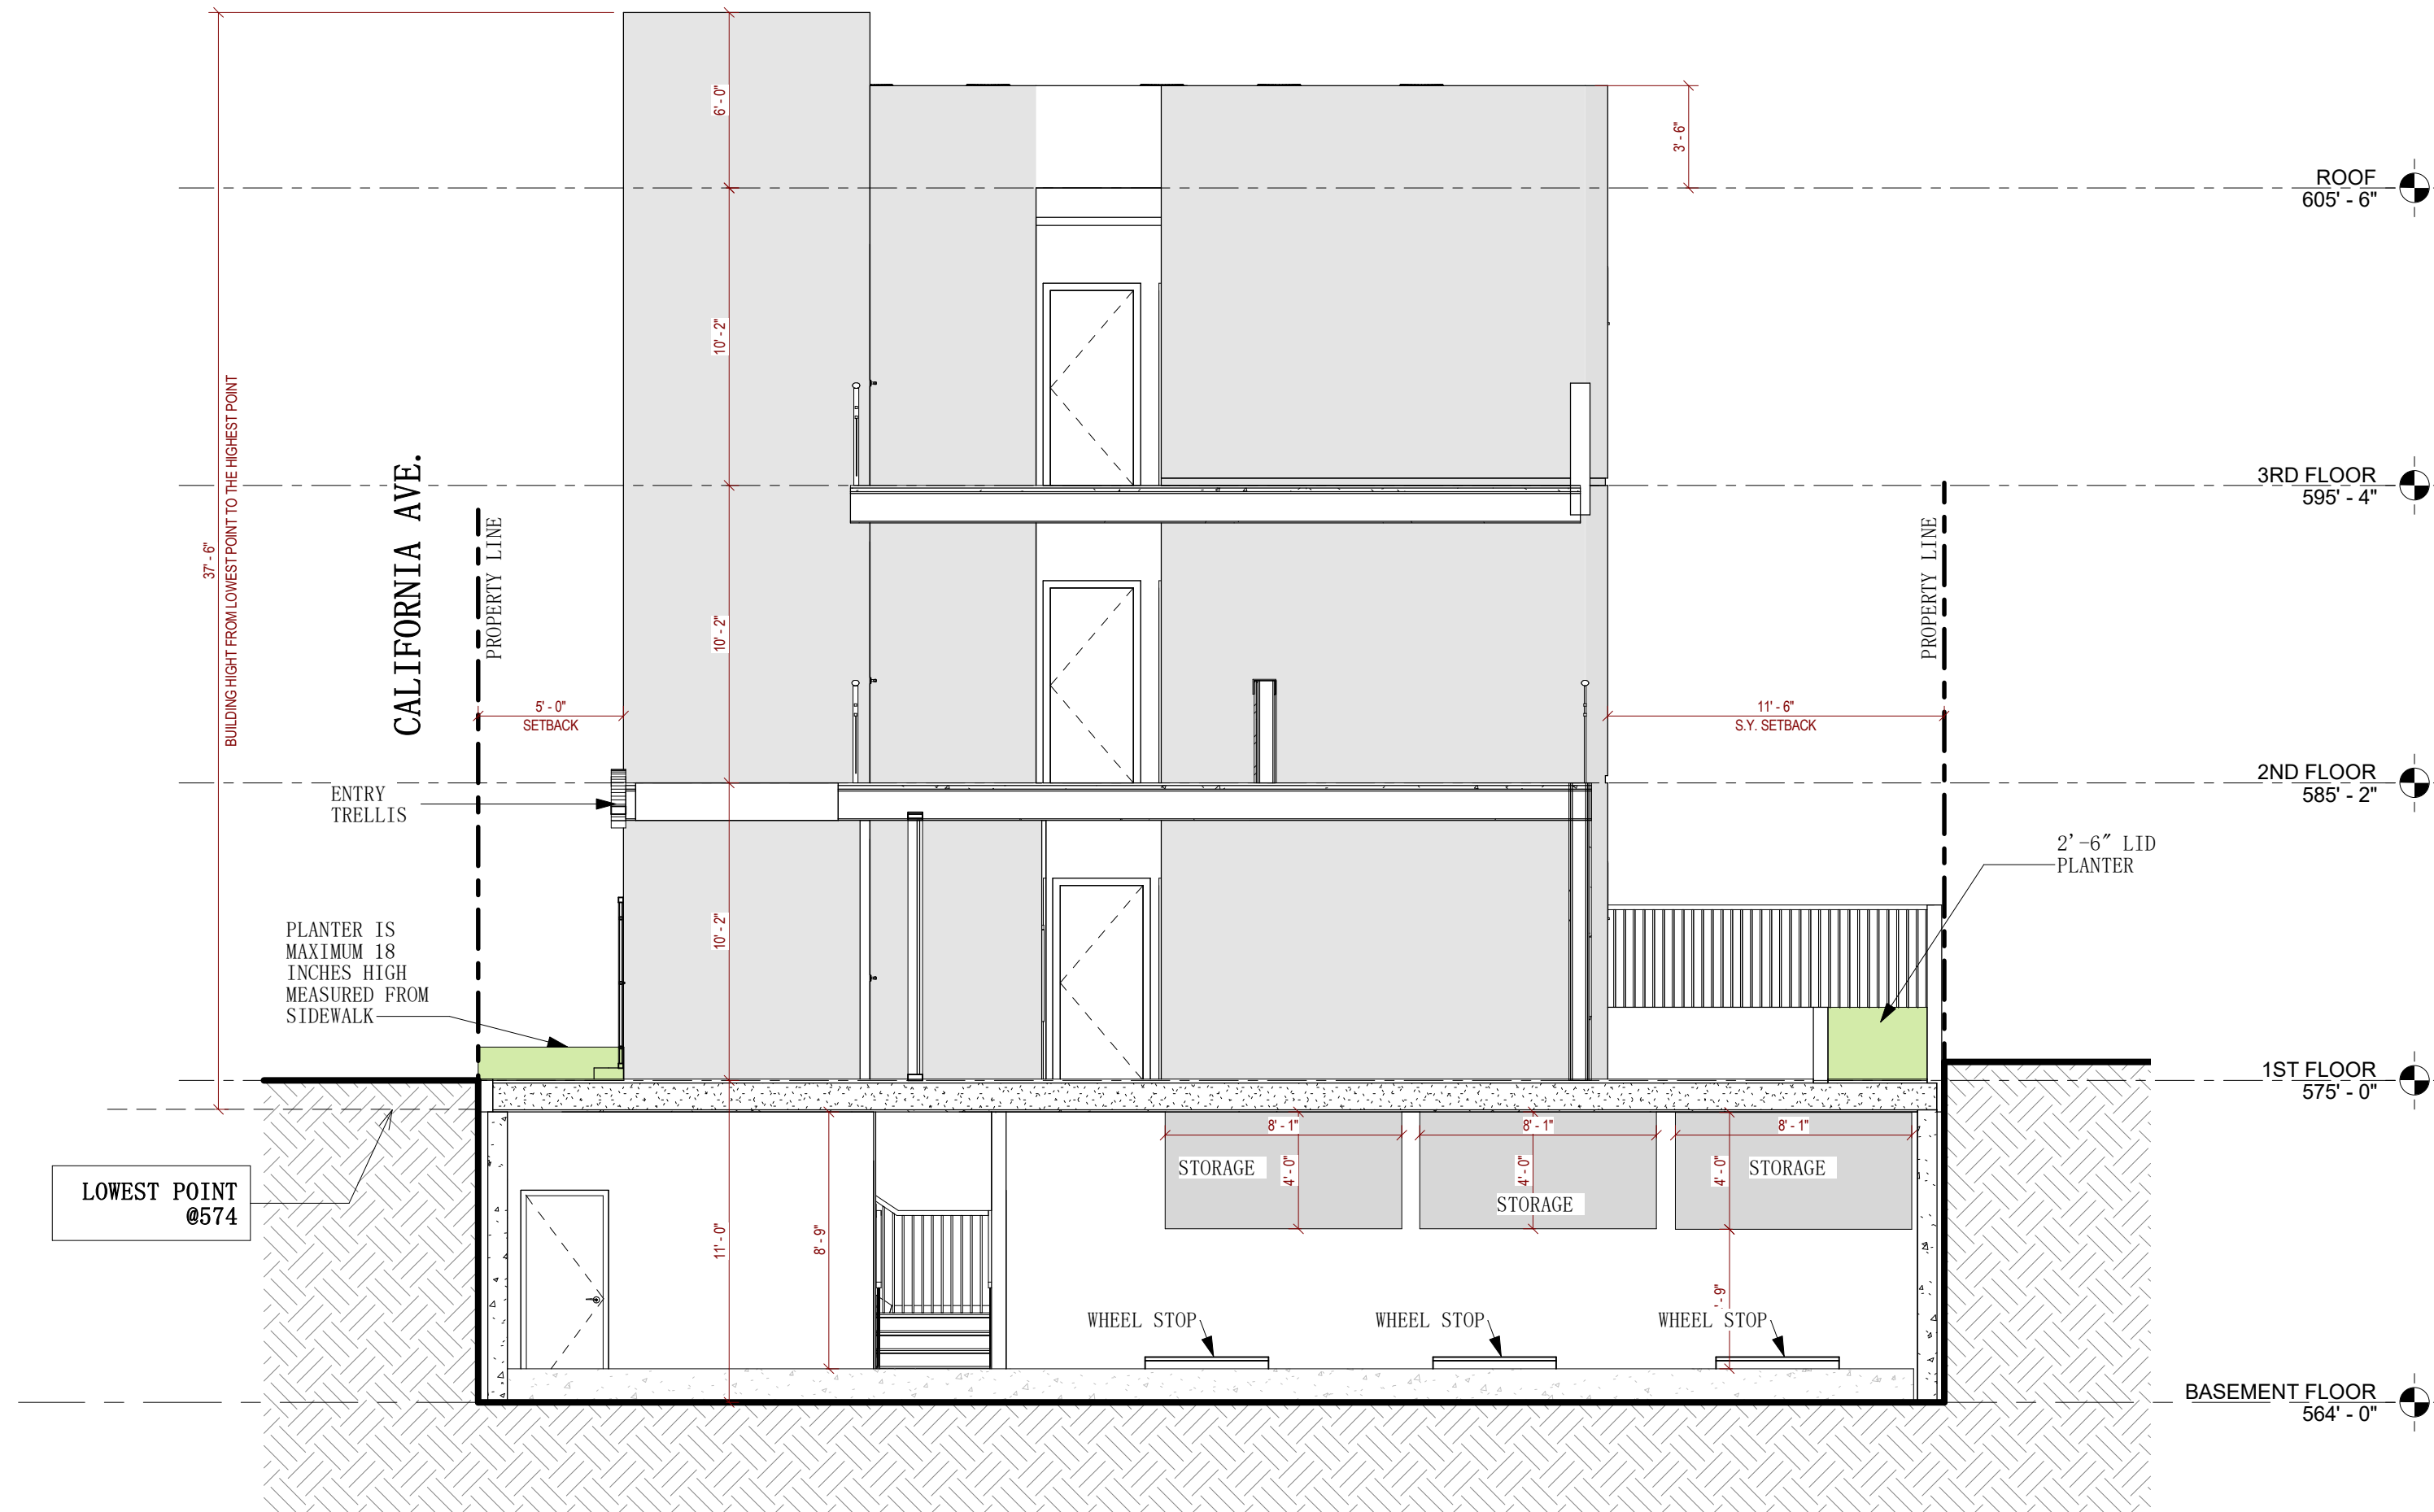 6' - 0"
3' - 6"
ROOF
605' - 6"
10' - 2"
3RD FLOOR
595' - 4"
37' - 6"
BUILDING HIGHT FROM LOWEST POINT TO THE HIGHEST POINT
CALIFORNIA AVE.
PROPERTY LINE
PROPERTY LINE
10' - 2"
5' - 0"
SETBACK
11' - 6"
S.Y. SETBACK
2ND FLOOR
585' - 2"
ENTRY
TRELLIS
2'-6" LID
PLANTER
PLANTER IS
MAXIMUM 18
INCHES HIGH
MEASURED FROM
SIDEWALK
10' - 2"
1ST FLOOR
575' - 0"
8' - 1"
8' - 1"
8' - 1"
STORAGE
4' - 0"
4' - 0"
STORAGE
4' - 0"
STORAGE
LOWEST POINT
@574
11' - 0"
8' - 9"
' - 9"
WHEEL STOP
WHEEL STOP
WHEEL STOP
BASEMENT FLOOR
564' - 0"